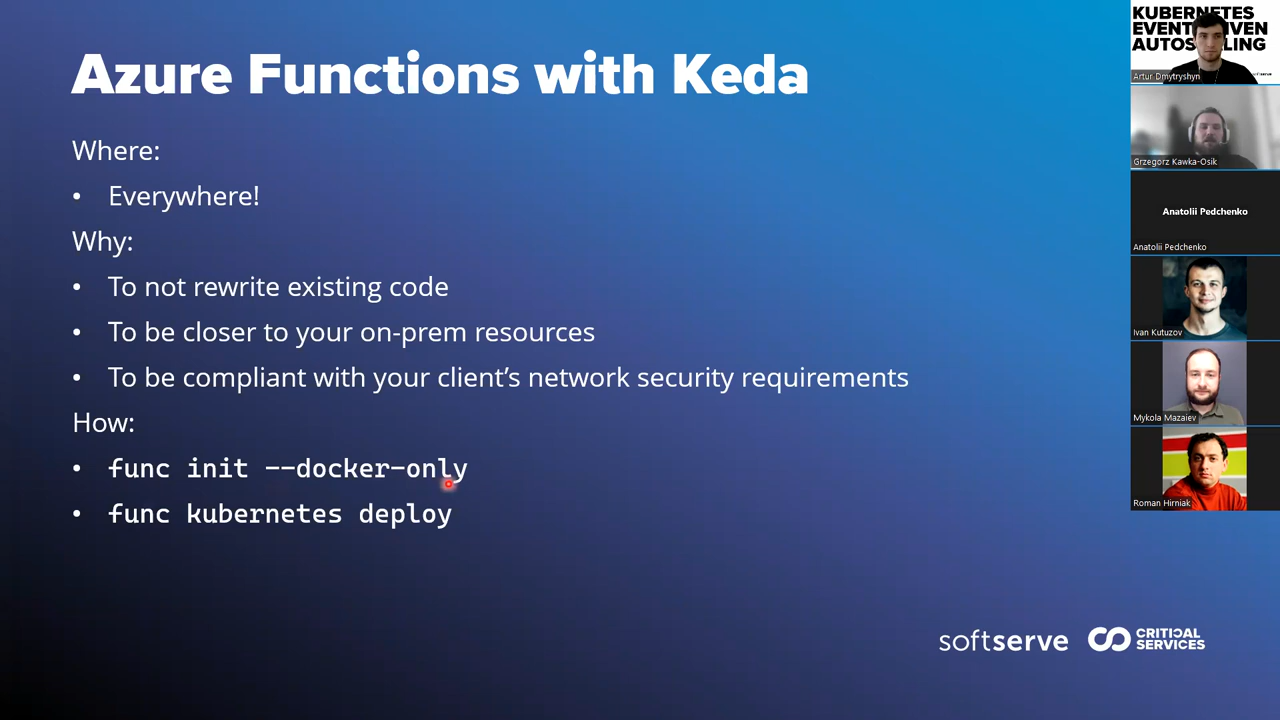 Azure Functions with Keda
Where:
• Everywhere!
Why:
• To not rewrite existing code
• To be closer to your on-prem resources
• To be compliant with your client’s network security requirements
How:
• func init --docker-only
• func kubernetes deploy
softserve
CRITICAL
SERVICES
KUBERNETES
AUTOSCALING
Artur Dmytryshyn
Grzegorz Kawka-Osik
Anatolii Pedchenko
Anatolii Pedchenko
Ivan Kutuzov
Mykola Mazaiev
Roman Hirniak